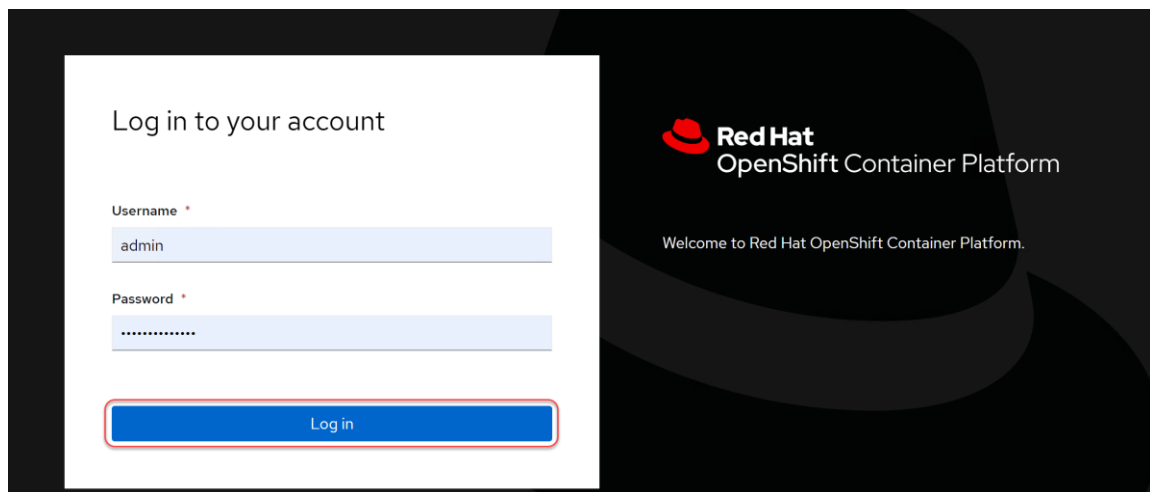 Log in to your account
Username *
admin
Password *
••••••••••••••
Log in
Red Hat
OpenShift Container Platform
Welcome to Red Hat OpenShift Container Platform.